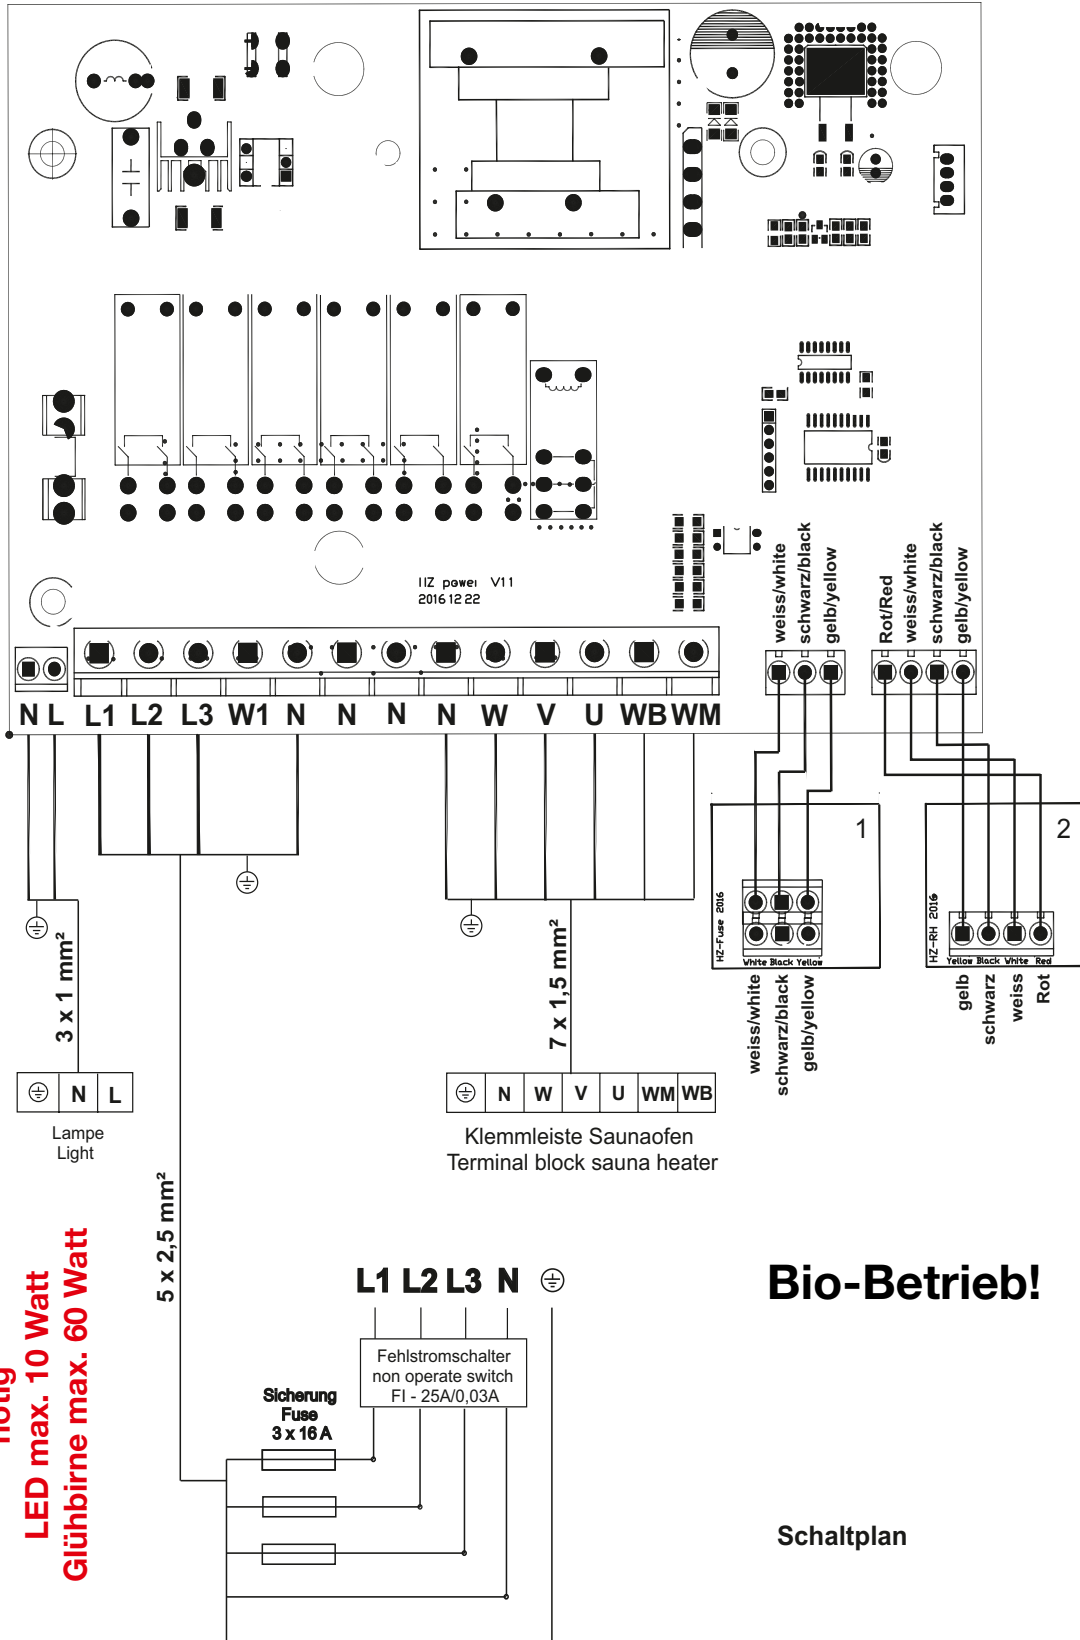 IIZ power V11
2016 12 22
weiss/white
schwarz/black
gelb/yellow
Rot/Red
weiss/white
schwarz/black
gelb/yellow
N L L1 L2 L3 W1 N N N N W V U WB WM
1
HZ-Fuse 2016
White Black Yellow
weiss/white
schwarz/black
gelb/yellow
2
HZ-RH 2016
Yellow Black White Red
gelb
schwarz
weiss
Rot
3 x 1 mm²
N L
Lampe
Light
7 x 1,5 mm²
N W V U WM WB
Klemmleiste Saunaofen
Terminal block sauna heater
5 x 2,5 mm²
LED max. 10 Watt
Glühbirne max. 60 Watt
L1 L2 L3 N
Fehlstromschalter
non operate switch
FI - 25A/0,03A
Sicherung
Fuse
3 x 16 A
Bio-Betrieb!
Schaltplan